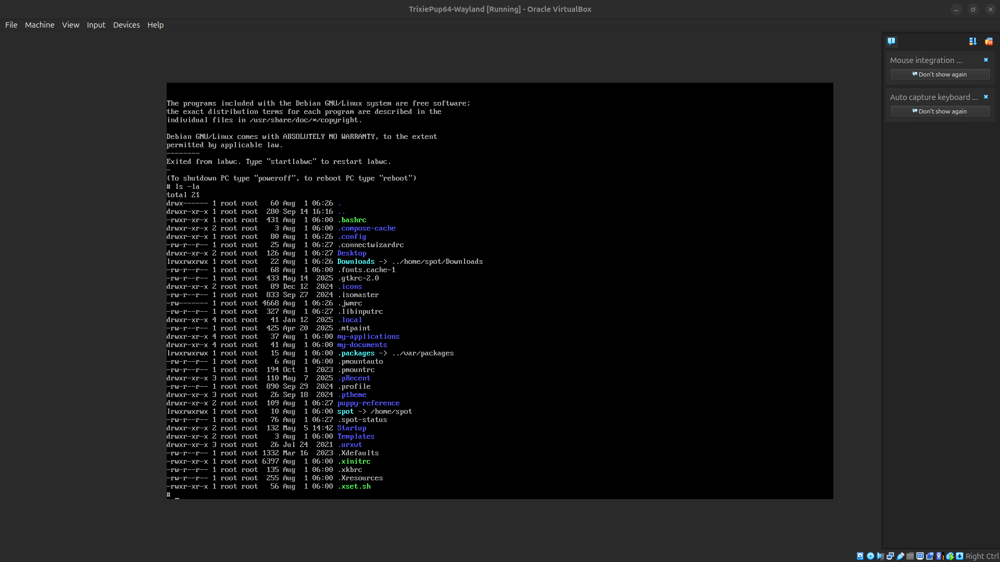 TrixiePup64-Wayland [Running] - Oracle VirtualBox
File Machine View Input Devices Help
Mouse integration ...
Don't show again
Auto capture keyboard ...
Don't show again
The programs included with the Debian GNU/Linux system are free software;
the exact distribution terms for each program are described in the
individual files in /usr/share/doc/*/copyright.
Debian GNU/Linux comes with ABSOLUTELY NO WARRANTY, to the extent
permitted by applicable law.
--------
Exited from labwc. Type "startlabwc" to restart labwc.
-
(To shutdown PC type "poweroff", to reboot PC type "reboot")
# ls -la
total 21
drwx------ 1 root root   60 Aug  1 06:26 .
drwxr-xr-x 1 root root  280 Sep 14 16:16 ..
-rwxr-xr-x 1 root root  431 Aug  1 06:00 .bashrc
drwxr-xr-x 2 root root    3 Aug  1 06:00 .compose-cache
drwxr-xr-x 1 root root   80 Aug  1 06:26 .config
-rw-r--r-- 1 root root   25 Aug  1 06:27 .connectwizardrc
drwxr-xr-x 2 root root  126 Aug  1 06:27 Desktop
lrwxrwxrwx 1 root root   22 Aug  1 06:26 Downloads -> ../home/spot/Downloads
-rw-r--r-- 1 root root   68 Aug  1 06:00 .fonts.cache-1
-rw-r--r-- 1 root root  433 May 14  2025 .gtkrc-2.0
drwxr-xr-x 2 root root   89 Dec 12  2024 .icons
-rw-r--r-- 1 root root  833 Sep 27  2024 .isomaster
-rw------- 1 root root 4668 Aug  1 06:26 .jwmrc
-rw-r--r-- 1 root root  327 Aug  1 06:27 .libinputrc
drwxr-xr-x 4 root root   41 Jan 12  2025 .local
-rw-r--r-- 1 root root  425 Apr 20  2025 .mtpaint
drwxr-xr-x 4 root root   37 Aug  1 06:00 my-applications
drwxr-xr-x 4 root root   41 Aug  1 06:00 my-documents
lrwxrwxrwx 1 root root   15 Aug  1 06:00 .packages -> ../var/packages
-rw-r--r-- 1 root root    6 Aug  1 06:00 .pmountauto
-rw-r--r-- 1 root root  194 Oct  1  2023 .pmountrc
drwxr-xr-x 3 root root  110 May  7  2025 .pRecent
-rw-r--r-- 1 root root  890 Sep 29  2024 .profile
drwxr-xr-x 3 root root   26 Sep 18  2024 .ptheme
drwxr-xr-x 2 root root  109 Aug  1 06:27 puppy-reference
lrwxrwxrwx 1 root root   10 Aug  1 06:00 spot -> /home/spot
-rw-r--r-- 1 root root   76 Aug  1 06:27 .spot-status
drwxr-xr-x 2 root root  132 May  5 14:42 Startup
drwxr-xr-x 2 root root    3 Aug  1 06:00 Templates
drwxr-xr-x 3 root root   26 Jul 24  2021 .urxvt
-rw-r--r-- 1 root root 1332 Mar 16  2023 .Xdefaults
-rwxr-xr-x 1 root root 6397 Aug  1 06:00 .xinitrc
-rw-r--r-- 1 root root  135 Aug  1 06:00 .xkbrc
-rw-r--r-- 1 root root  255 Aug  1 06:00 .Xresources
-rwxr-xr-x 1 root root   56 Aug  1 06:00 .xset.sh
# _
Right Ctrl